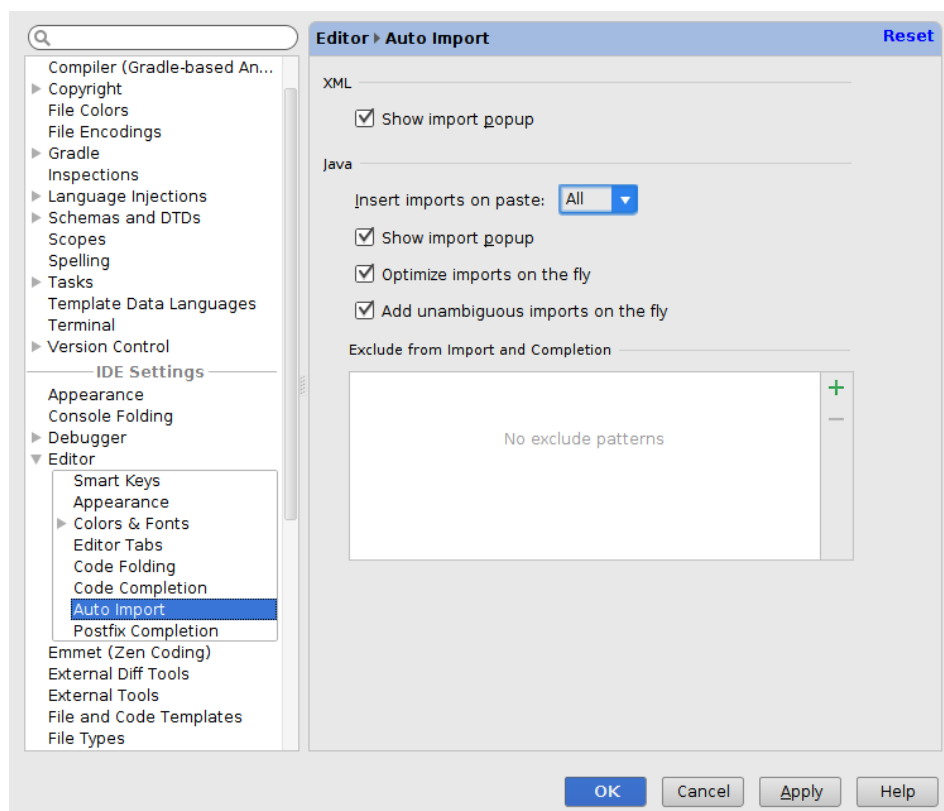 Compiler (Gradle-based An...
Copyright
File Colors
File Encodings
Gradle
Inspections
Language Injections
Schemas and DTDs
Scopes
Spelling
Tasks
Template Data Languages
Terminal
Version Control
IDE Settings
Appearance
Console Folding
Debugger
Editor
Smart Keys
Appearance
Colors & Fonts
Editor Tabs
Code Folding
Code Completion
Auto Import
Postfix Completion
Emmet (Zen Coding)
External Diff Tools
External Tools
File and Code Templates
File Types
Editor ▸ Auto Import Reset
XML
Show import popup
Java
Insert imports on paste: All
Show import popup
Optimize imports on the fly
Add unambiguous imports on the fly
Exclude from Import and Completion
No exclude patterns
OK Cancel Apply Help